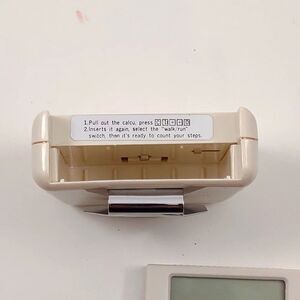 1.Pull out the calcu, press
2.Inserts it again, select the "walk/run"
switch, then it's ready to count your steps.